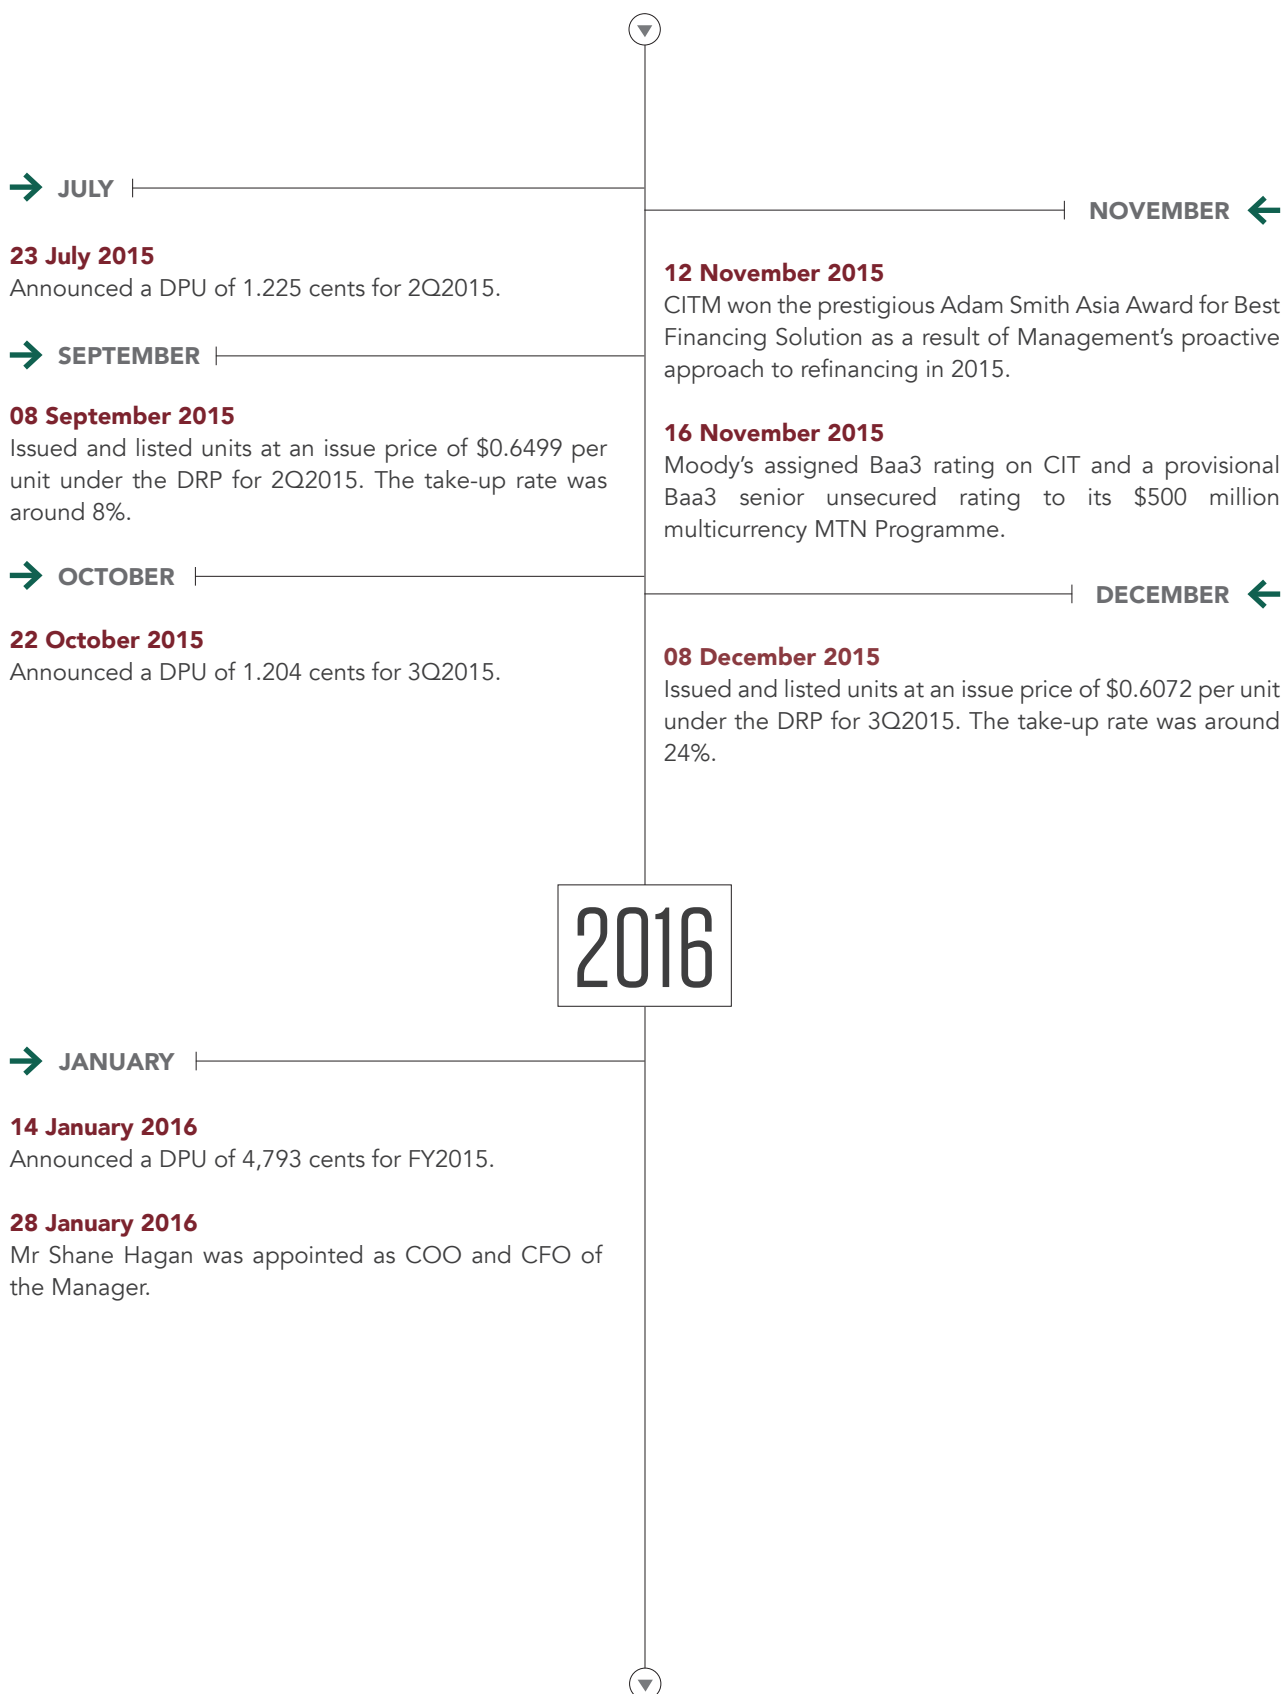 JULY
23 July 2015
Announced a DPU of 1.225 cents for 2Q2015.
SEPTEMBER
08 September 2015
Issued and listed units at an issue price of $0.6499 per
unit under the DRP for 2Q2015. The take-up rate was
around 8%.
OCTOBER
22 October 2015
Announced a DPU of 1.204 cents for 3Q2015.
NOVEMBER
12 November 2015
CITM won the prestigious Adam Smith Asia Award for Best
Financing Solution as a result of Management’s proactive
approach to refinancing in 2015.
16 November 2015
Moody’s assigned Baa3 rating on CIT and a provisional
Baa3 senior unsecured rating to its $500 million
multicurrency MTN Programme.
DECEMBER
08 December 2015
Issued and listed units at an issue price of $0.6072 per unit
under the DRP for 3Q2015. The take-up rate was around
24%.
2016
JANUARY
14 January 2016
Announced a DPU of 4,793 cents for FY2015.
28 January 2016
Mr Shane Hagan was appointed as COO and CFO of
the Manager.